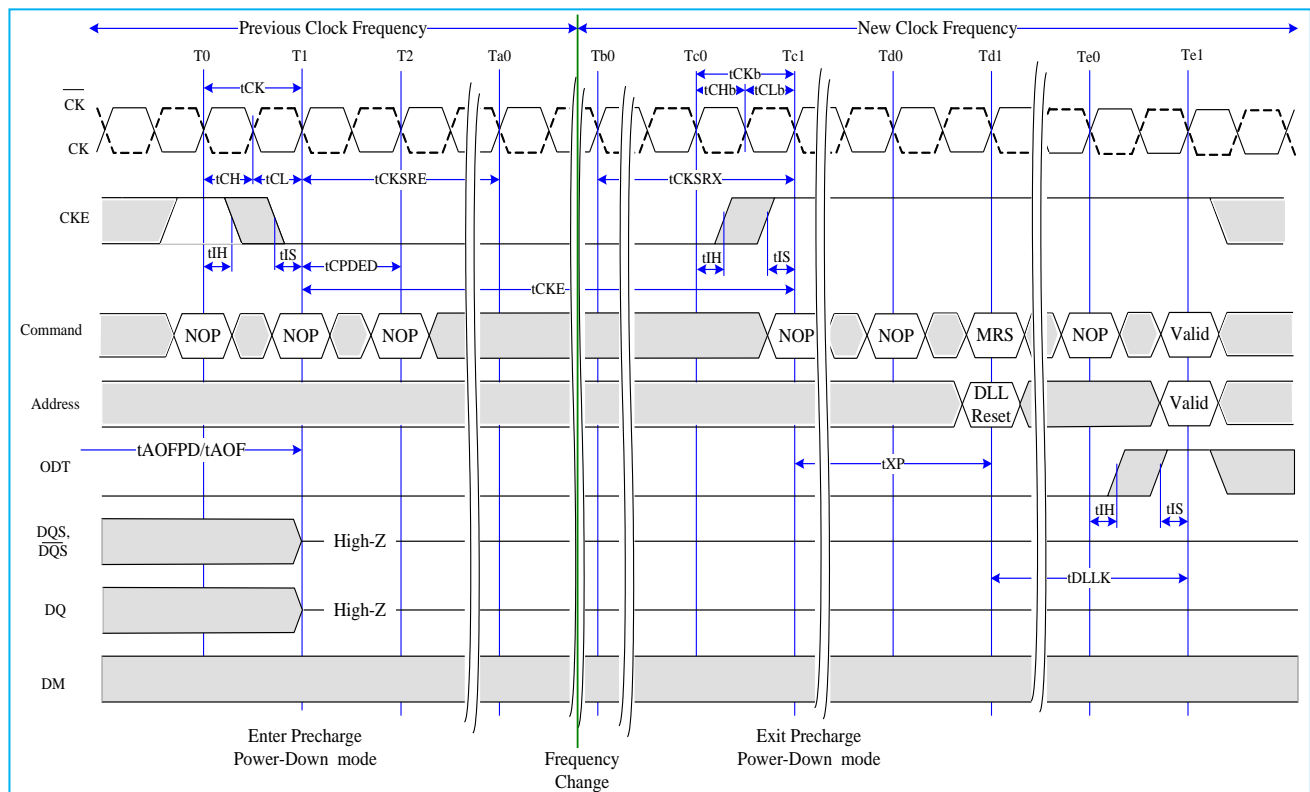 Previous Clock Frequency New Clock Frequency
T0 T1 T2 Ta0 Tb0 Tc0 Tc1 Td0 Td1 Te0 Te1
tCK tCKb
tCHb tCLb
CK
CK
tCH tCL tCKSRE tCKSRX
CKE
tIH tIS tCPDED tIH tIS
tCKE
Command NOP NOP NOP NOP NOP MRS NOP Valid
Address DLL Reset Valid
tAOFPD/tAOF
ODT tXP
tIH tIS
DQS,
DQS High-Z
tDLLK
DQ High-Z
DM
Enter Precharge
Power-Down mode
Frequency
Change
Exit Precharge
Power-Down mode